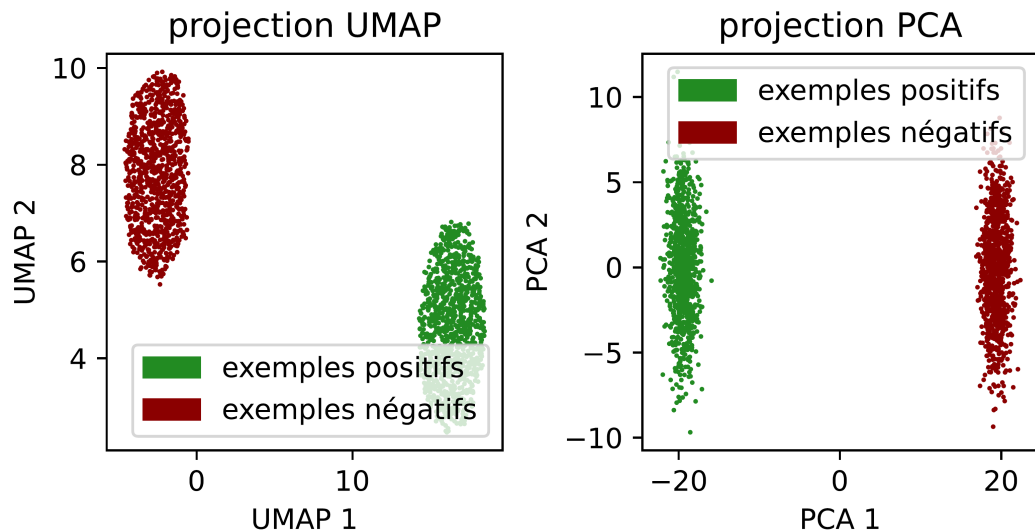 projection UMAP
10
8
6
4
UMAP 2
exemples positifs
exemples négatifs
0
10
UMAP 1
projection PCA
exemples positifs
exemples négatifs
10
5
0
−5
−10
PCA 2
−20
0
20
PCA 1